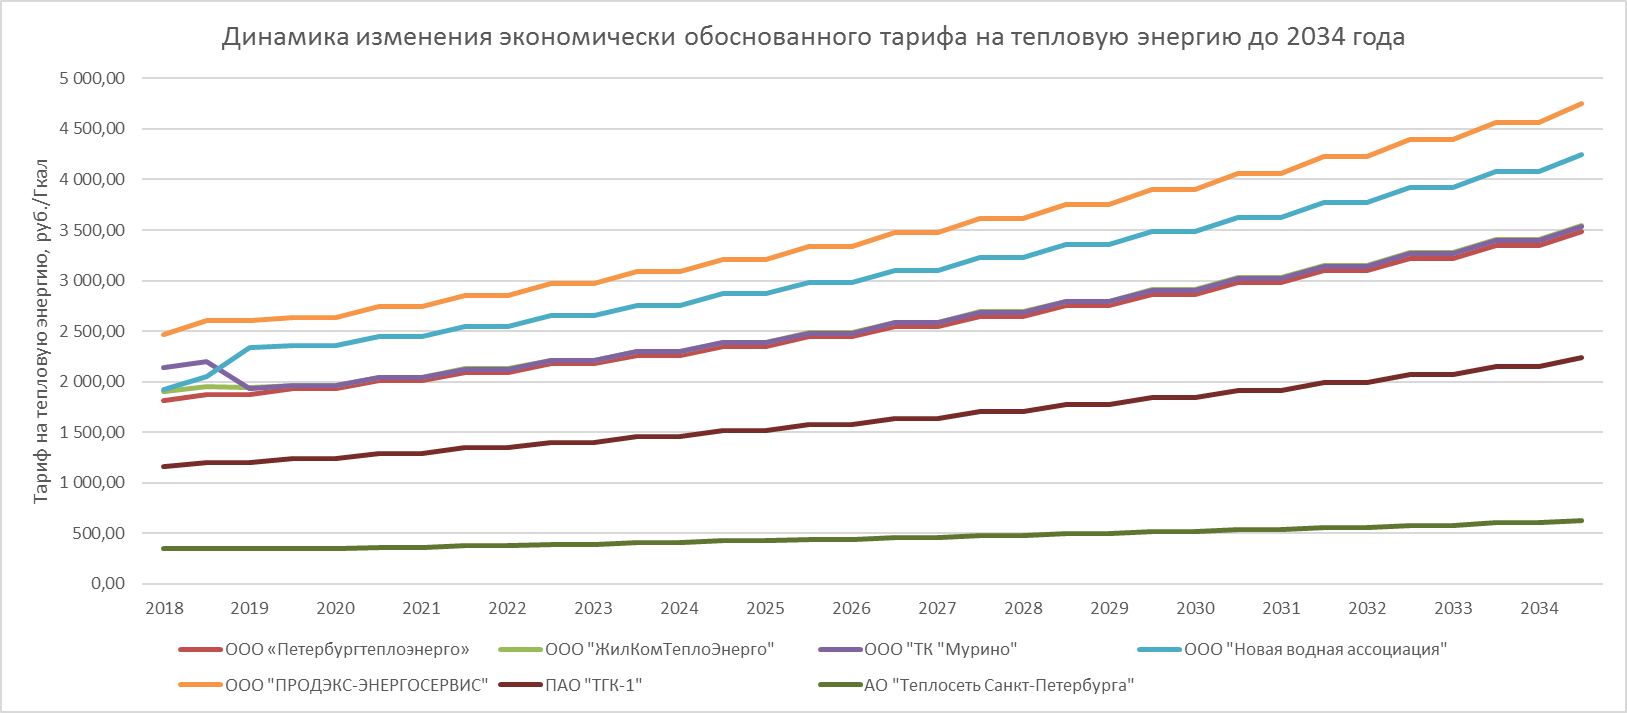 Динамика изменения экономически обоснованного тарифа на тепловую энергию до 2034 года
Тариф на тепловую энергию, руб./Гкал
5 000,00
4 500,00
4 000,00
3 500,00
3 000,00
2 500,00
2 000,00
1 500,00
1 000,00
500,00
0,00
2018 2019 2020 2021 2022 2023 2024 2025 2026 2027 2028 2029 2030 2031 2032 2033 2034
ООО «Петербургтеплоэнерго» ООО "ЖилКомТеплоЭнерго" ООО "ТК "Мурино" ООО "Новая водная ассоциация"
ООО "ПРОДЭКС-ЭНЕРГОСЕРВИС" ПАО "ТГК-1" АО "Теплосеть Санкт-Петербурга"